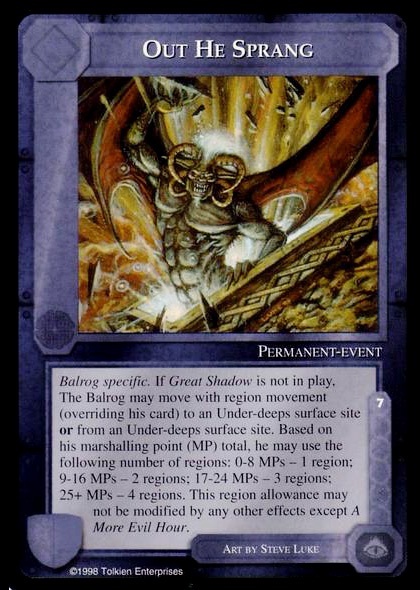 OUT HE SPRANG
PERMANENT-EVENT
Balrog specific. If Great Shadow is not in play,
The Balrog may move with region movement
(overriding his card) to an Under-deeps surface site
or from an Under-deeps surface site. Based on
his marshalling point (MP) total, he may use the
following number of regions: 0-8 MPs – 1 region;
9-16 MPs – 2 regions; 17-24 MPs – 3 regions;
25+ MPs – 4 regions. This region allowance may
not be modified by any other effects except A
More Evil Hour.
7
ART BY STEVE LUKE
©1998 Tolkien Enterprises